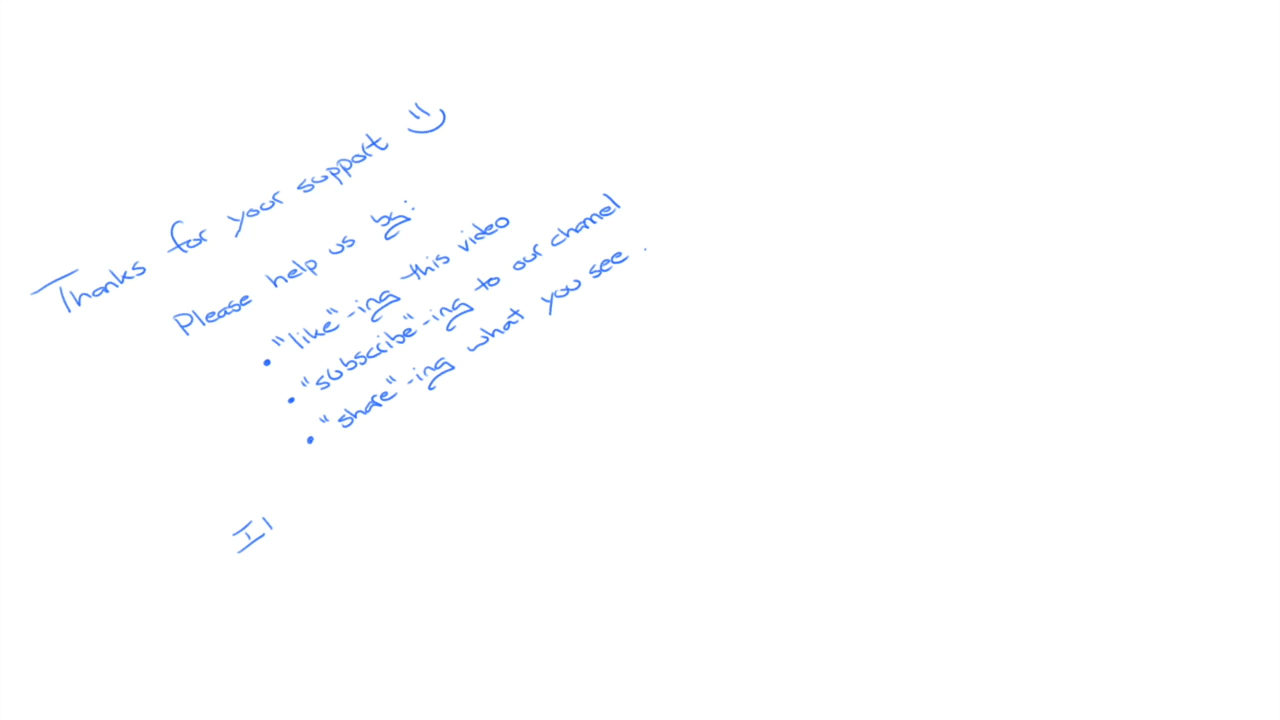 Thanks for your support
Please help us by:
• "like"-ing this video
• "subscribe"-ing to our channel
• "share"-ing what you see.